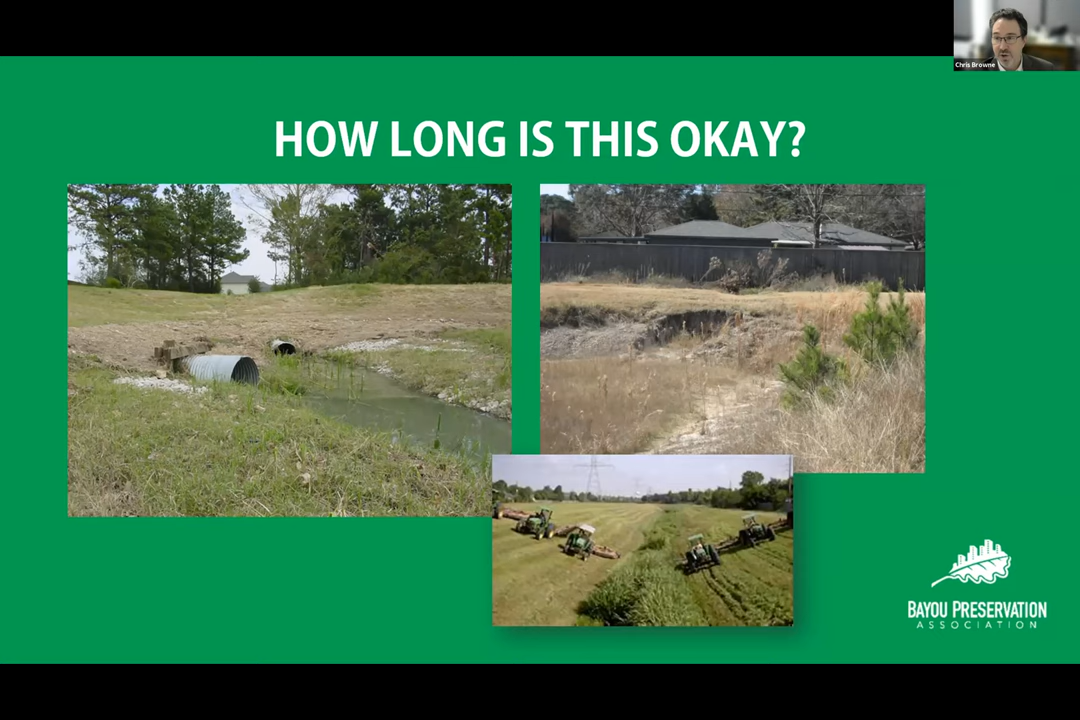 Chris Browne
HOW LONG IS THIS OKAY?
BAYOU PRESERVATION
ASSOCIATION